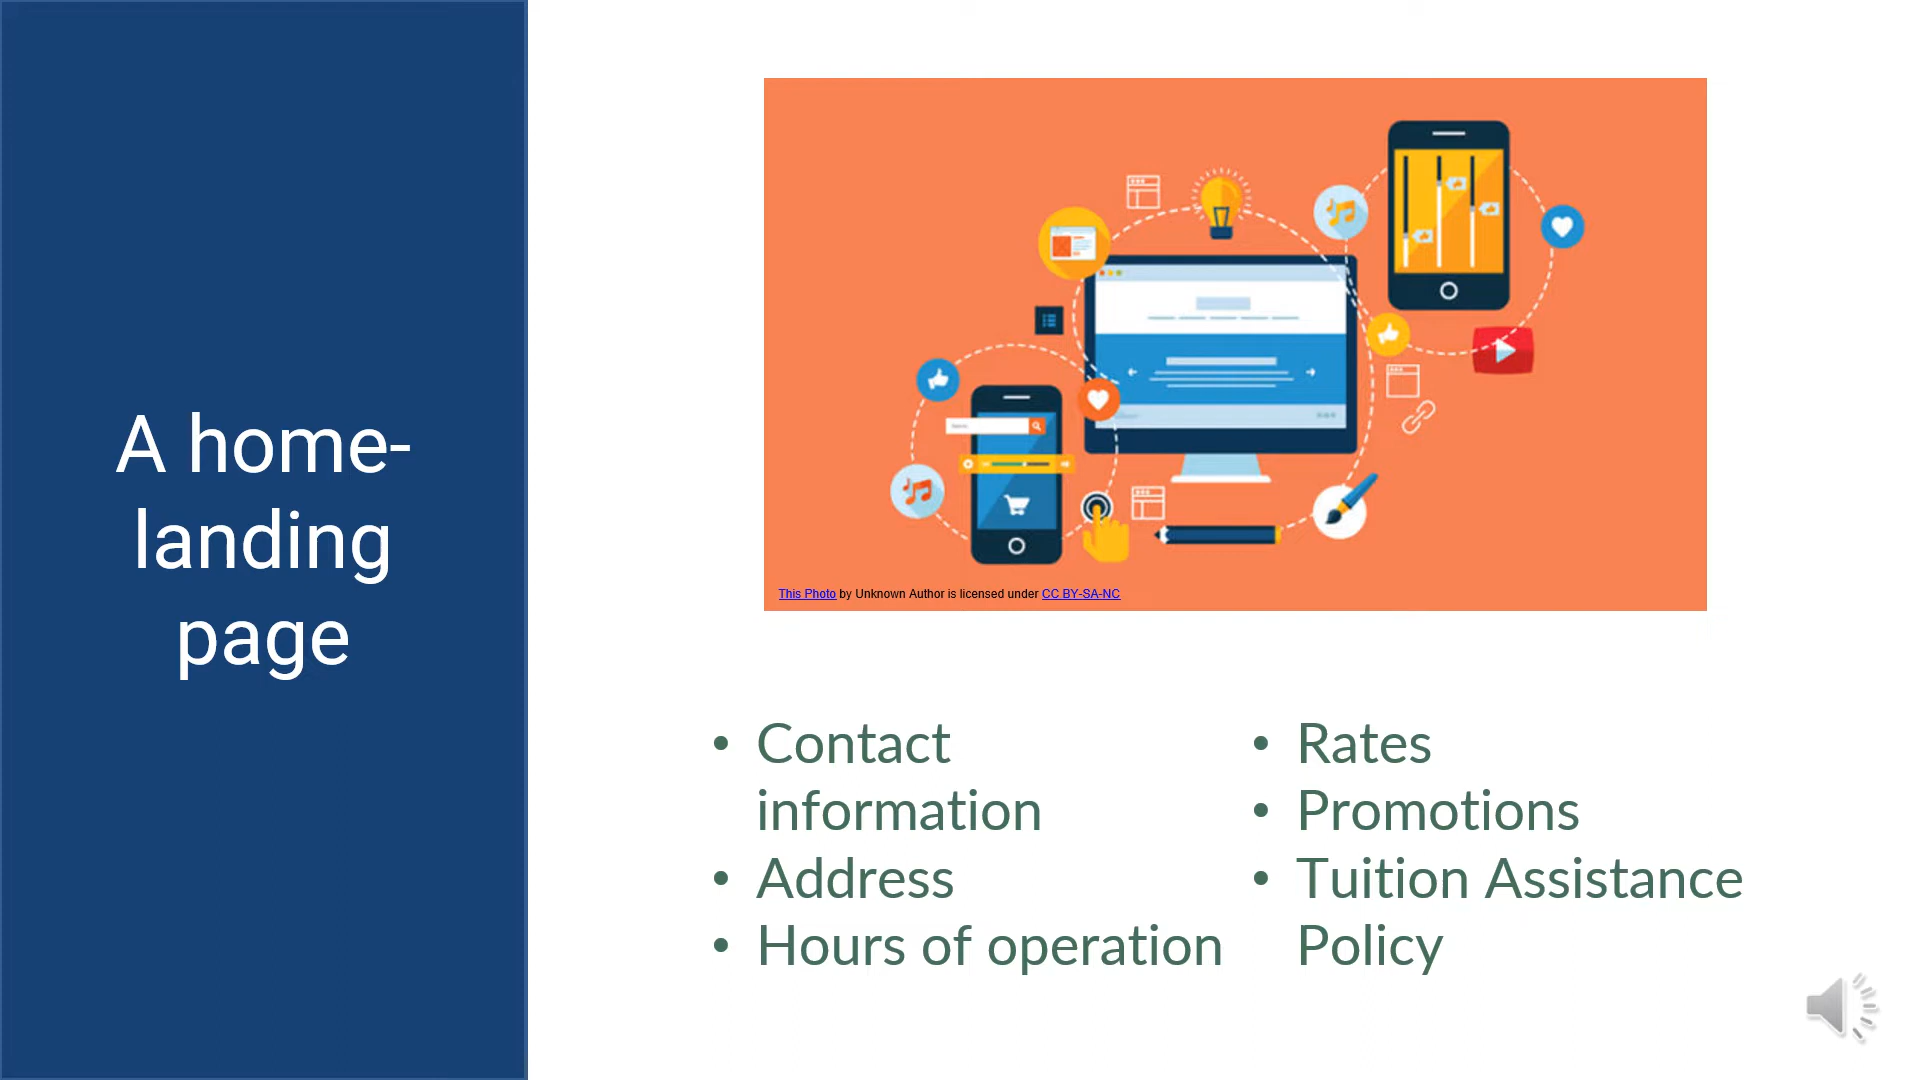 A home-
landing
page
This Photo by Unknown Author is licensed under CC BY-SA-NC
• Contact
information
• Address
• Hours of operation
• Rates
• Promotions
• Tuition Assistance
Policy